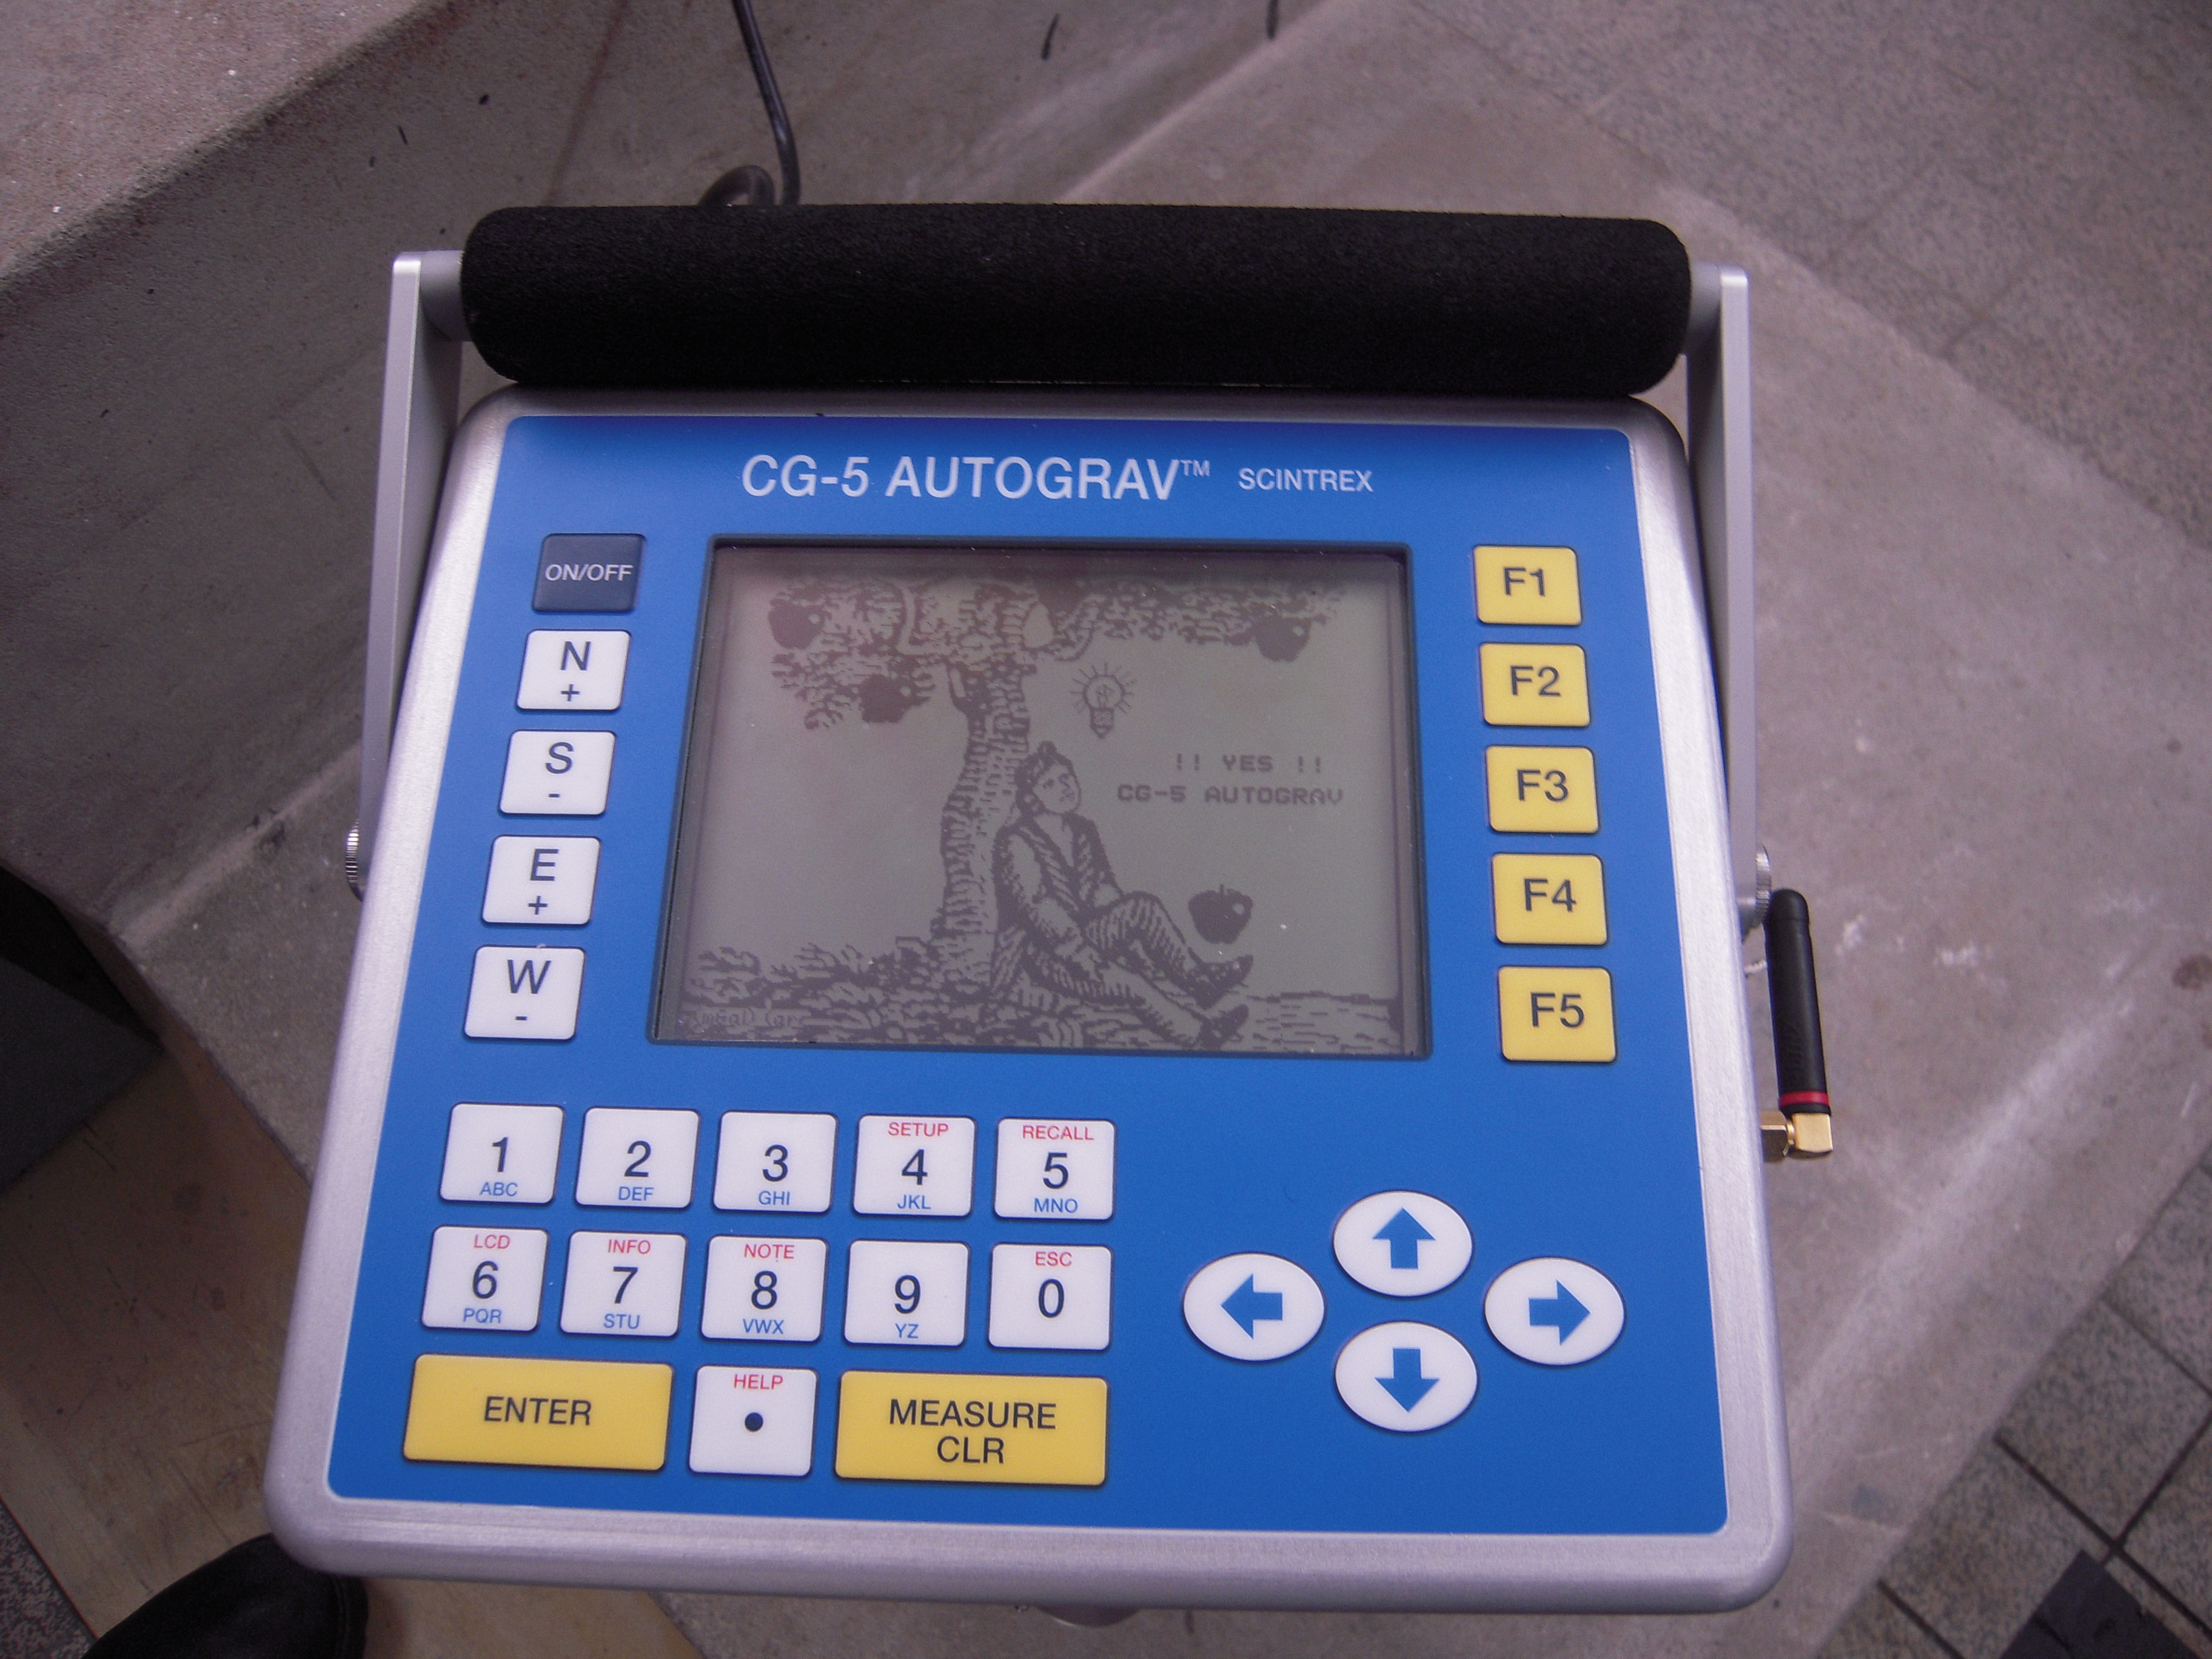 CG-5 AUTOGRAV™ SCINTREX
ON/OFF
N
+
S
-
E
+
W
-
!! YES !!
CG-5 AUTOGRAV
F1
F2
F3
F4
F5
1
ABC
2
DEF
3
GHI
SETUP
4
JKL
RECALL
5
MNO
LCD
6
PQR
INFO
7
STU
NOTE
8
VWX
9
YZ
ESC
0
ENTER
HELP
•
MEASURE
CLR